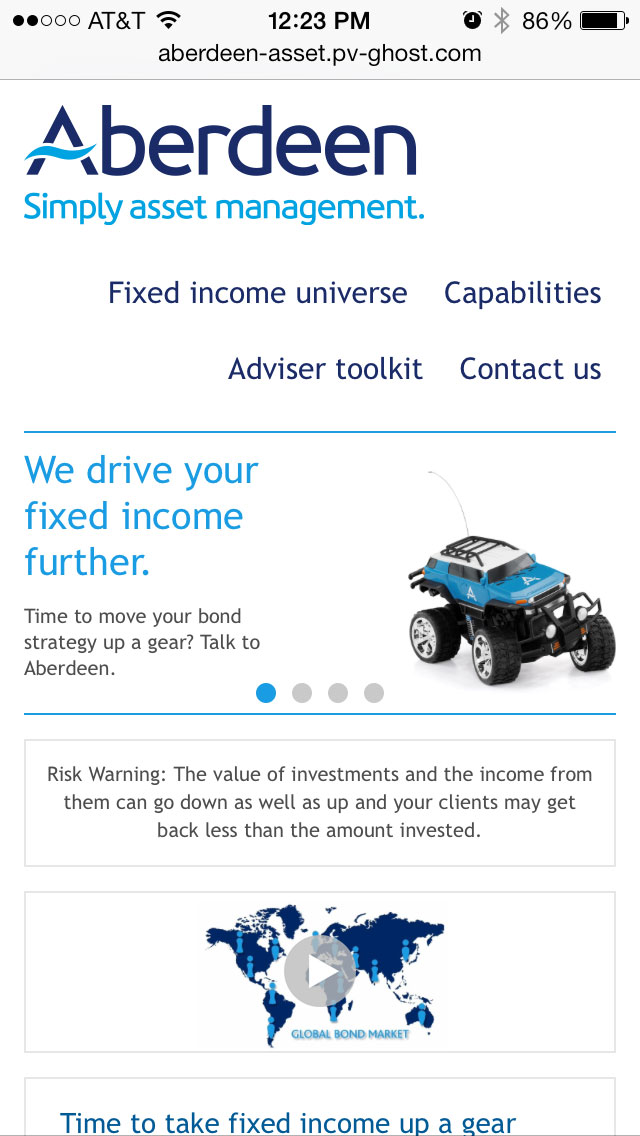 AT&T 12:23 PM 86%
aberdeen-asset.pv-ghost.com
Aberdeen
Simply asset management.
Fixed income universe Capabilities
Adviser toolkit Contact us
We drive your
fixed income
further.
Time to move your bond
strategy up a gear? Talk to
Aberdeen.
A
Risk Warning: The value of investments and the income from
them can go down as well as up and your clients may get
back less than the amount invested.
GLOBAL BOND MARKET
Time to take fixed income up a gear